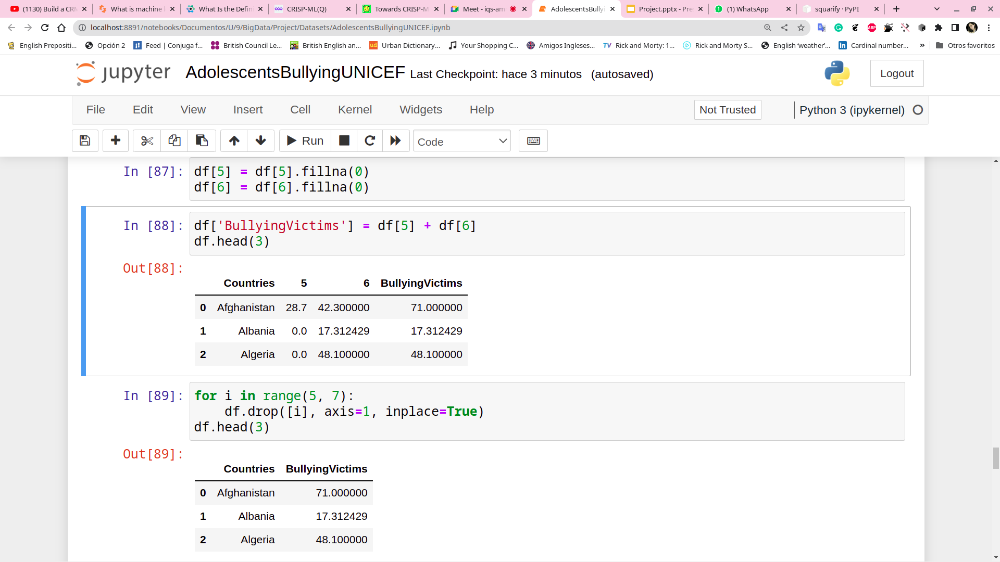 (1130) Build a CRM
What is machine
What Is the Defini
CRISP-ML(Q)
Towards CRISP-M
Meet - iqs-am
AdolescentsBully
Project.pptx - Pre
(1) WhatsApp
squarify · PyPI
localhost:8891/notebooks/Documentos/U/9/BigData/Project/Datasets/AdolescentsBullyingUNICEF.ipynb
English Prepositi...
Opción 2
Feed | Conjuga f...
British Council Le...
British English an...
Urban Dictionary...
Your Shopping C...
Amigos Ingleses...
Rick and Morty: 1...
Rick and Morty S...
English ‘weather’...
Cardinal number...
»
Otros favoritos
jupyter
AdolescentsBullyingUNICEF Last Checkpoint: hace 3 minutos (autosaved)
Logout
File Edit View Insert Cell Kernel Widgets Help
Not Trusted
Python 3 (ipykernel)
Run
Code
In [87]: df[5] = df[5].fillna(0)
df[6] = df[6].fillna(0)
In [88]: df['BullyingVictims'] = df[5] + df[6]
df.head(3)
Out[88]:
Countries 5 6 BullyingVictims
0 Afghanistan 28.7 42.300000 71.000000
1 Albania 0.0 17.312429 17.312429
2 Algeria 0.0 48.100000 48.100000
In [89]: for i in range(5, 7):
    df.drop([i], axis=1, inplace=True)
df.head(3)
Out[89]:
Countries BullyingVictims
0 Afghanistan 71.000000
1 Albania 17.312429
2 Algeria 48.100000